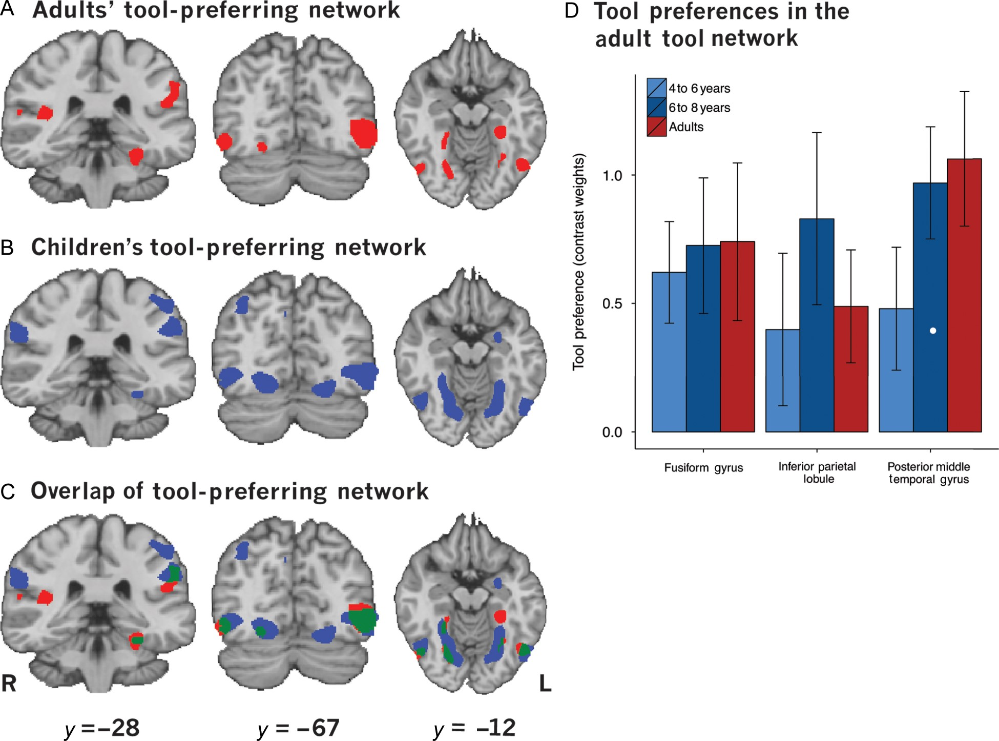 A Adults’ tool-preferring network
B Children’s tool-preferring network
C Overlap of tool-preferring network
R
L
y =–28
y = –67
y = –12
D Tool preferences in the
adult tool network
4 to 6 years
6 to 8 years
Adults
Tool preference (contrast weights)
1.0
0.5
0.0
Fusiform gyrus
Inferior parietal
lobule
Posterior middle
temporal gyrus